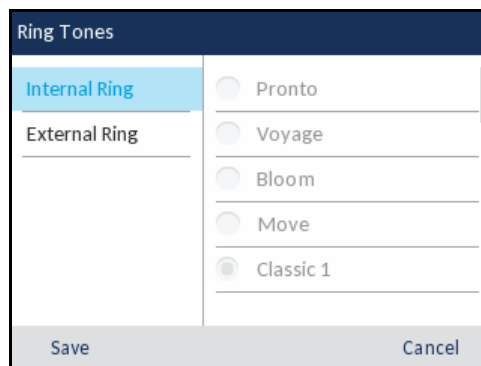 Ring Tones
Internal Ring
External Ring
Pronto
Voyage
Bloom
Move
Classic 1
Save
Cancel